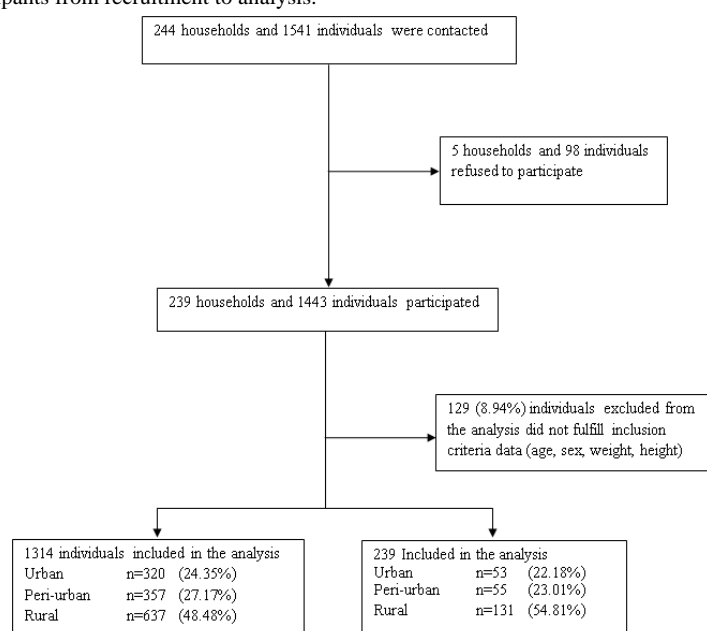 from recruitment to analysis.
244 households and 1541 individuals were contacted
5 households and 98 individuals
refused to participate
239 households and 1443 individuals participated
129 (8.94%) individuals excluded from
the analysis did not fulfill inclusion
criteria data (age, sex, weight, height)
1314 individuals included in the analysis
Urban n=320 (24.35%)
Peri-urban n=357 (27.17%)
Rural n=637 (48.48%)
239 Included in the analysis
Urban n=53 (22.18%)
Peri-urban n=55 (23.01%)
Rural n=131 (54.81%)